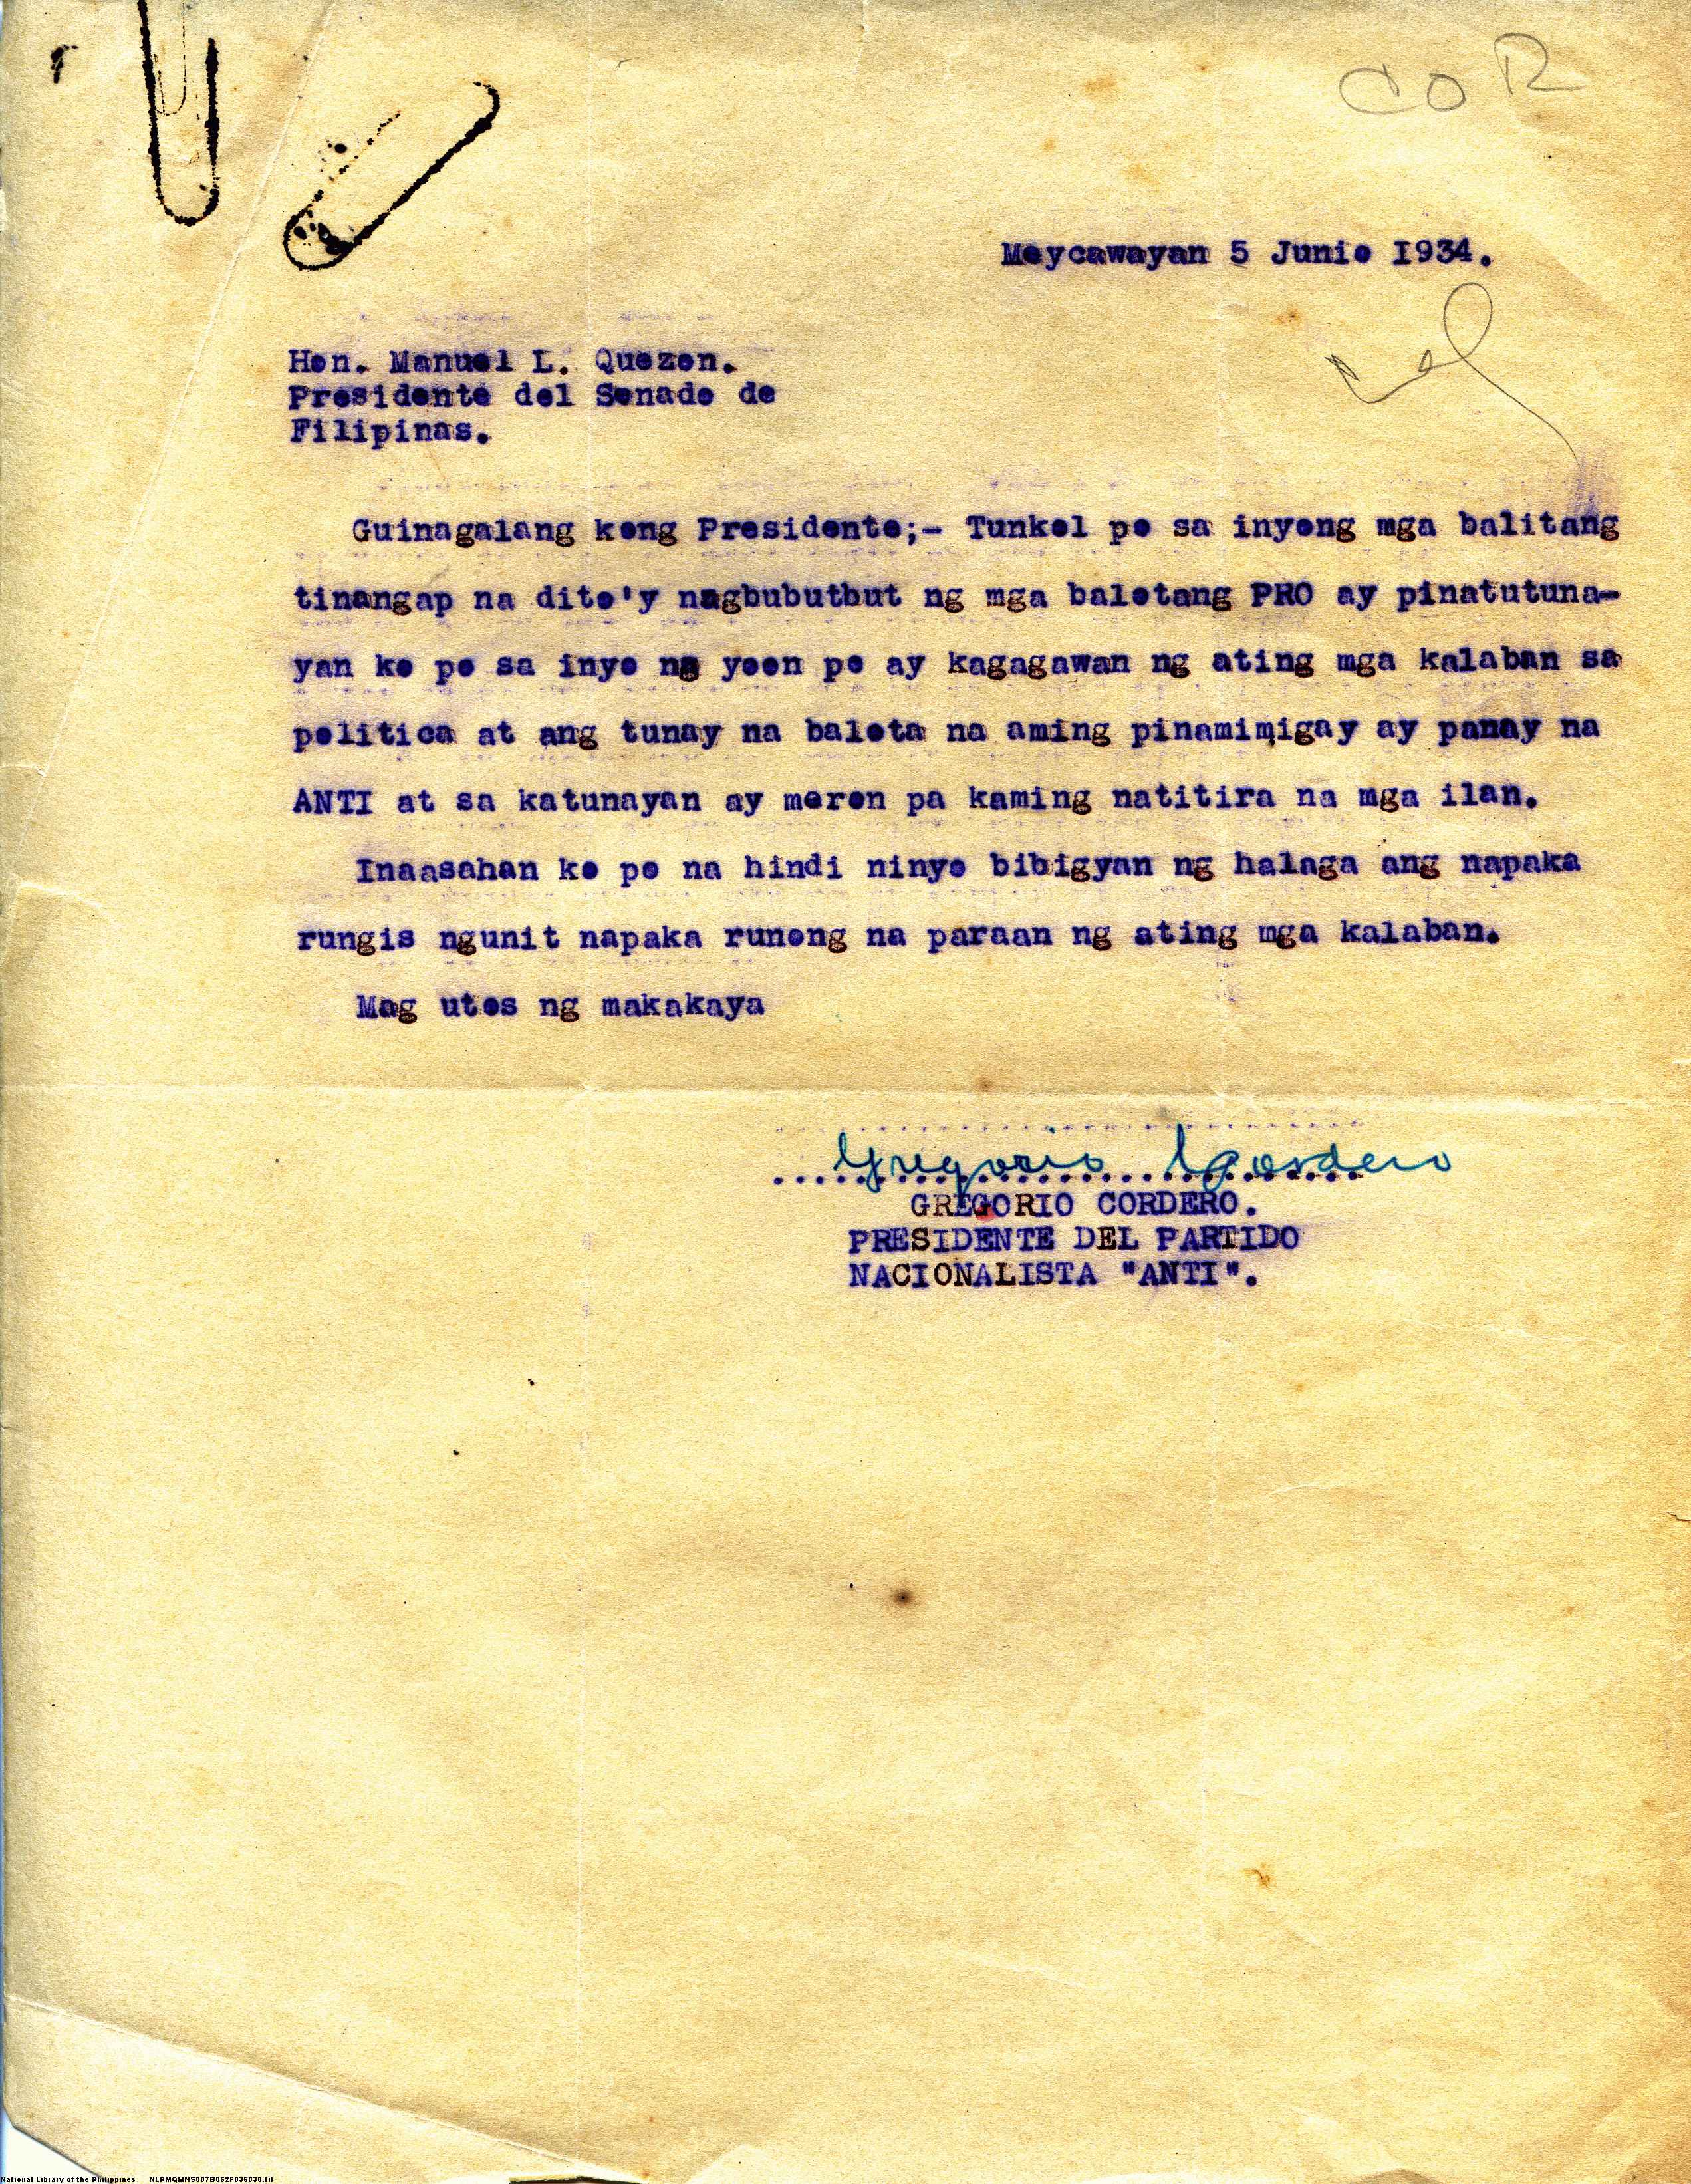 COR
Meycawayan 5 Junio 1934.
Hon. Manuel L. Quezon.
Presidente del Senado de
Filipinas.
Guinagalang kong Presidente;- Tunkol po sa inyong mga balitang
tinangap na dito'y nagbubutbut ng mga balotang PRO ay pinatutuna-
yan ko po sa inyo na yoon po ay kagagawan ng ating mga kalaban sa
politica at ang tunay na balota na aming pinamimigay ay panay na
ANTI at sa katunayan ay meron pa kaming natitira na mga ilan.
Inaasahan ko po na hindi ninyo bibigyan ng halaga ang napaka
rungis ngunit napaka runong na paraan ng ating mga kalaban.
Mag utos ng makakaya
Gregorio Cordero
GREGORIO CORDERO.
PRESIDENTE DEL PARTIDO
NACIONALISTA "ANTI".
National Library of the Philippines NLPMQMNS007B062F036030.tif